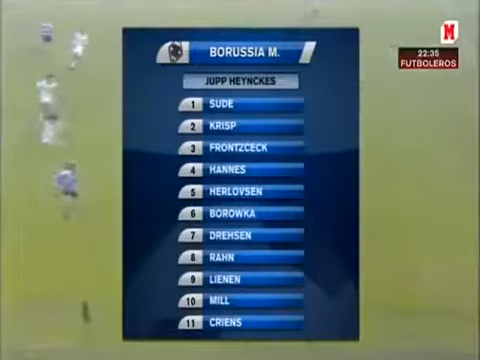 BORUSSIA M.
M
22:35
FUTBOLEROS
JUPP HEYNCKES
1 SUDE
2 KRISP
3 FRONTZCECK
4 HANNES
5 HERLOVSEN
6 BOROWKA
7 DREHSEN
8 RAHN
9 LIENEN
10 MILL
11 CRIENS